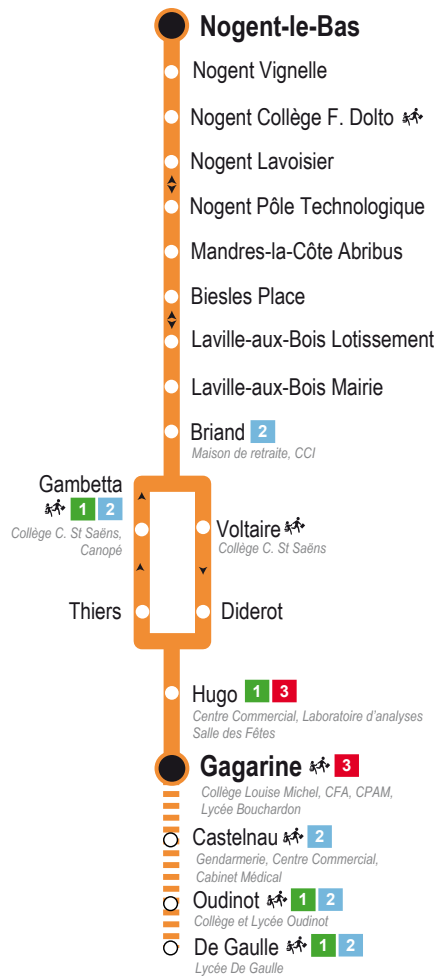 Nogent-le-Bas
Nogent Vignelle
Nogent Collège F. Dolto
Nogent Lavoisier
Nogent Pôle Technologique
Mandres-la-Côte Abribus
Biesles Place
Laville-aux-Bois Lotissement
Laville-aux-Bois Mairie
Briand 2
Maison de retraite, CCI
Gambetta
1 2
Collège C. St Saëns,
Canopé
Voltaire
Collège C. St Saëns
Thiers
Diderot
Hugo 1 3
Centre Commercial, Laboratoire d'analyses
Salle des Fêtes
Gagarine 3
Collège Louise Michel, CFA, CPAM,
Lycée Bouchardon
Castelnau 2
Gendarmerie, Centre Commercial,
Cabinet Médical
Oudinot 1 2
Collège et Lycée Oudinot
De Gaulle 1 2
Lycée De Gaulle